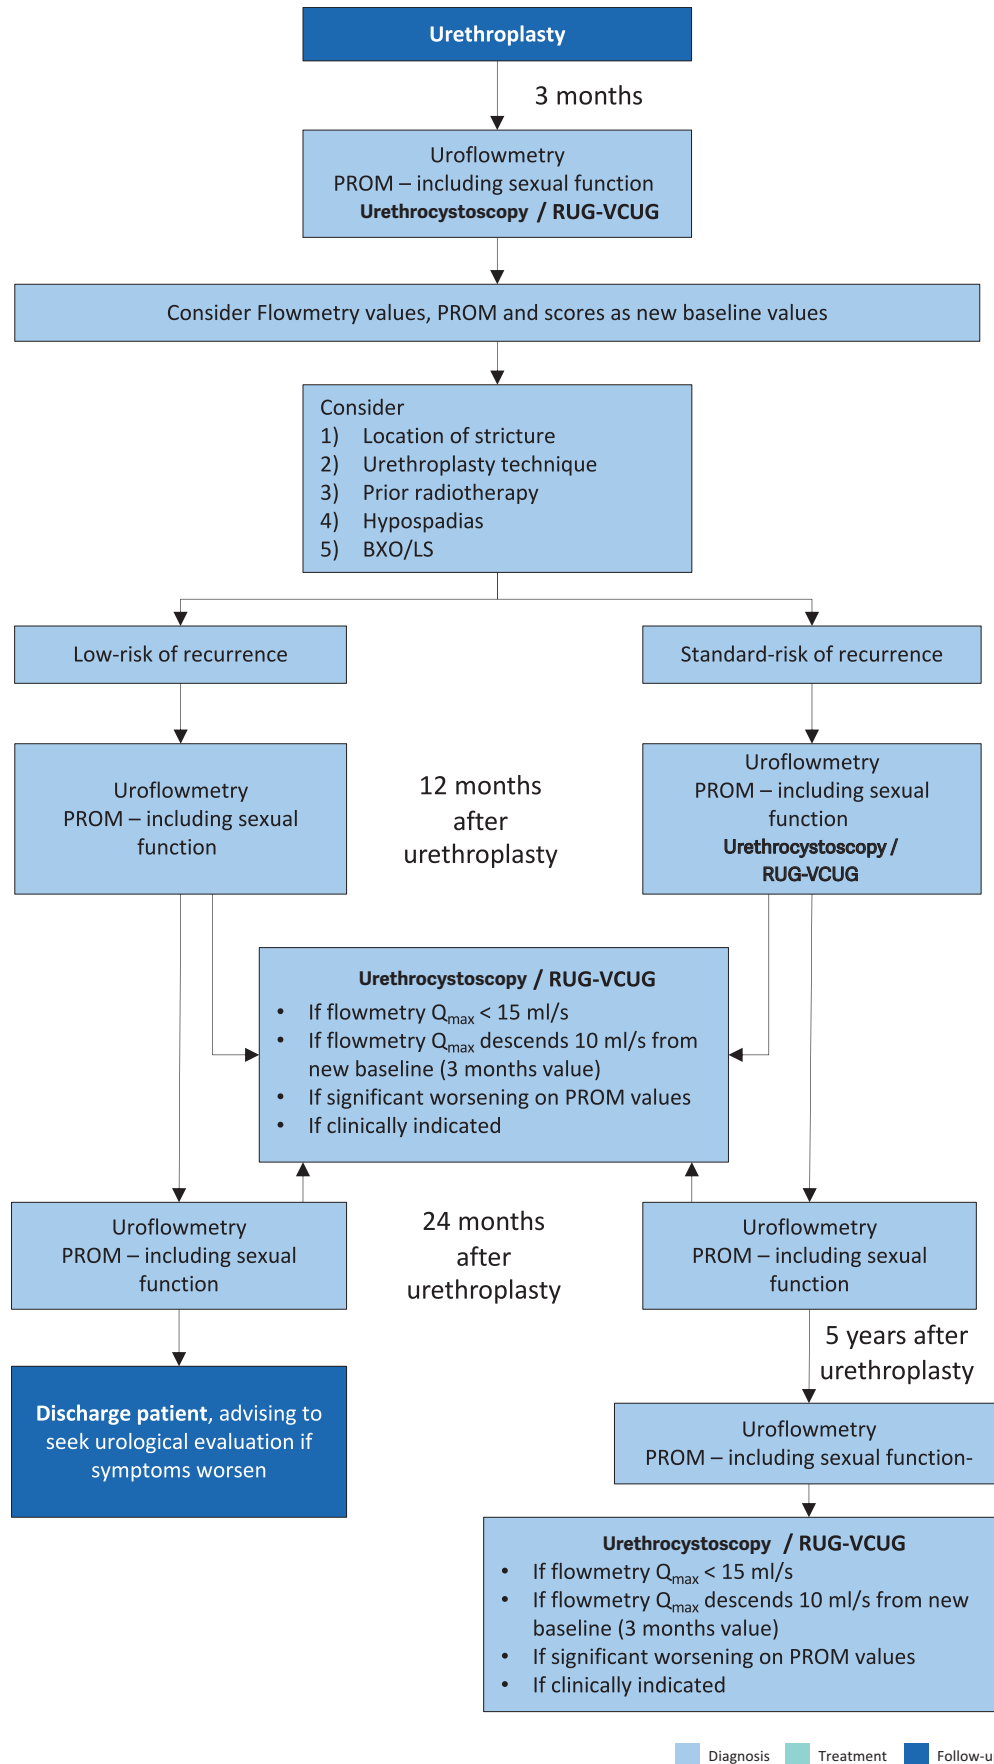 Urethroplasty
3 months
Uroflowmetry
PROM – including sexual function
Urethrocystoscopy / RUG-VCUG
Consider Flowmetry values, PROM and scores as new baseline values
Consider
1) Location of stricture
2) Urethroplasty technique
3) Prior radiotherapy
4) Hypospadias
5) BXO/LS
Low-risk of recurrence
Standard-risk of recurrence
Uroflowmetry
PROM – including sexual
function
12 months
after
urethroplasty
Uroflowmetry
PROM – including sexual
function
Urethrocystoscopy /
RUG-VCUG
Urethrocystoscopy / RUG-VCUG
• If flowmetry Qmax < 15 ml/s
• If flowmetry Qmax descends 10 ml/s from
new baseline (3 months value)
• If significant worsening on PROM values
• If clinically indicated
Uroflowmetry
PROM – including sexual
function
24 months
after
urethroplasty
Uroflowmetry
PROM – including sexual
function
5 years after
urethroplasty
Discharge patient, advising to
seek urological evaluation if
symptoms worsen
Uroflowmetry
PROM – including sexual function-
Urethrocystoscopy / RUG-VCUG
• If flowmetry Qmax < 15 ml/s
• If flowmetry Qmax descends 10 ml/s from new
baseline (3 months value)
• If significant worsening on PROM values
• If clinically indicated
Diagnosis
Treatment
Follow-u